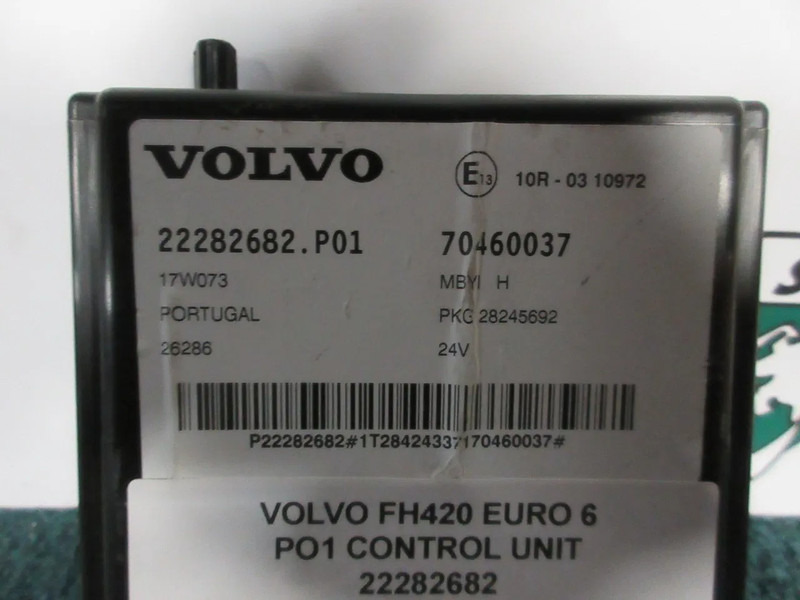 VOLVO E13 10R - 03 10972
22282682.P01 70460037
17W073 MBYI H
PORTUGAL PKG 28245692
26286 24V
P22282682#1T28424337170460037#
VOLVO FH420 EURO 6
PO1 CONTROL UNIT
22282682